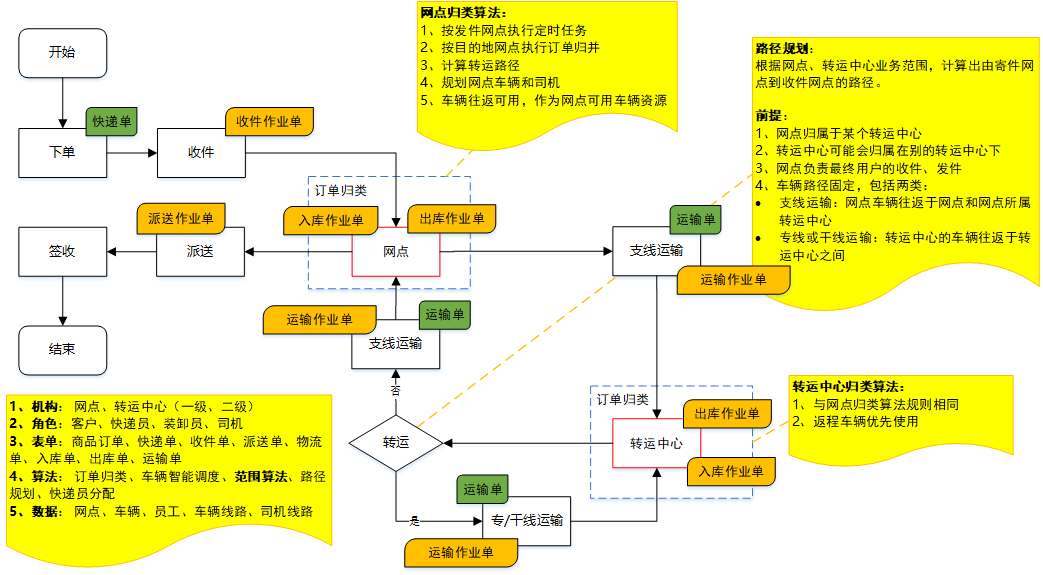 网点归类算法：
1、按发件网点执行定时任务
2、按目的地网点执行订单归并
3、计算转运路径
4、规划网点车辆和司机
5、车辆往返可用，作为网点可用车辆资源
开始
路径规划：
根据网点、转运中心业务范围，计算出由寄件网
点到收件网点的路径。
前提：
1、网点归属于某个转运中心
2、转运中心可能会归属在别的转运中心下
3、网点负责最终用户的收件、发件
4、车辆路径固定，包括两类：
• 支线运输：网点车辆往返于网点和网点所属
转运中心
• 专线或干线运输：转运中心的车辆往返于转
运中心之间
快递单
收件作业单
下单
收件
订单归类
派送作业单
入库作业单
出库作业单
运输单
签收
派送
网点
支线运输
运输作业单
运输作业单
运输单
支线运输
结束
否
转运中心归类算法：
1、与网点归类算法规则相同
2、返程车辆优先使用
订单归类
出库作业单
转运
转运中心
入库作业单
1、机构： 网点、转运中心（一级、二级）
2、角色：客户、快递员、装卸员、司机
3、表单：商品订单、快递单、收件单、派送单、物流
单、入库单、出库单、运输单
4、算法： 订单归类、车辆智能调度、范围算法、路径
规划、快递员分配
5、数据： 网点、车辆、员工、车辆线路、司机线路
运输单
是
专/干线运输
运输作业单